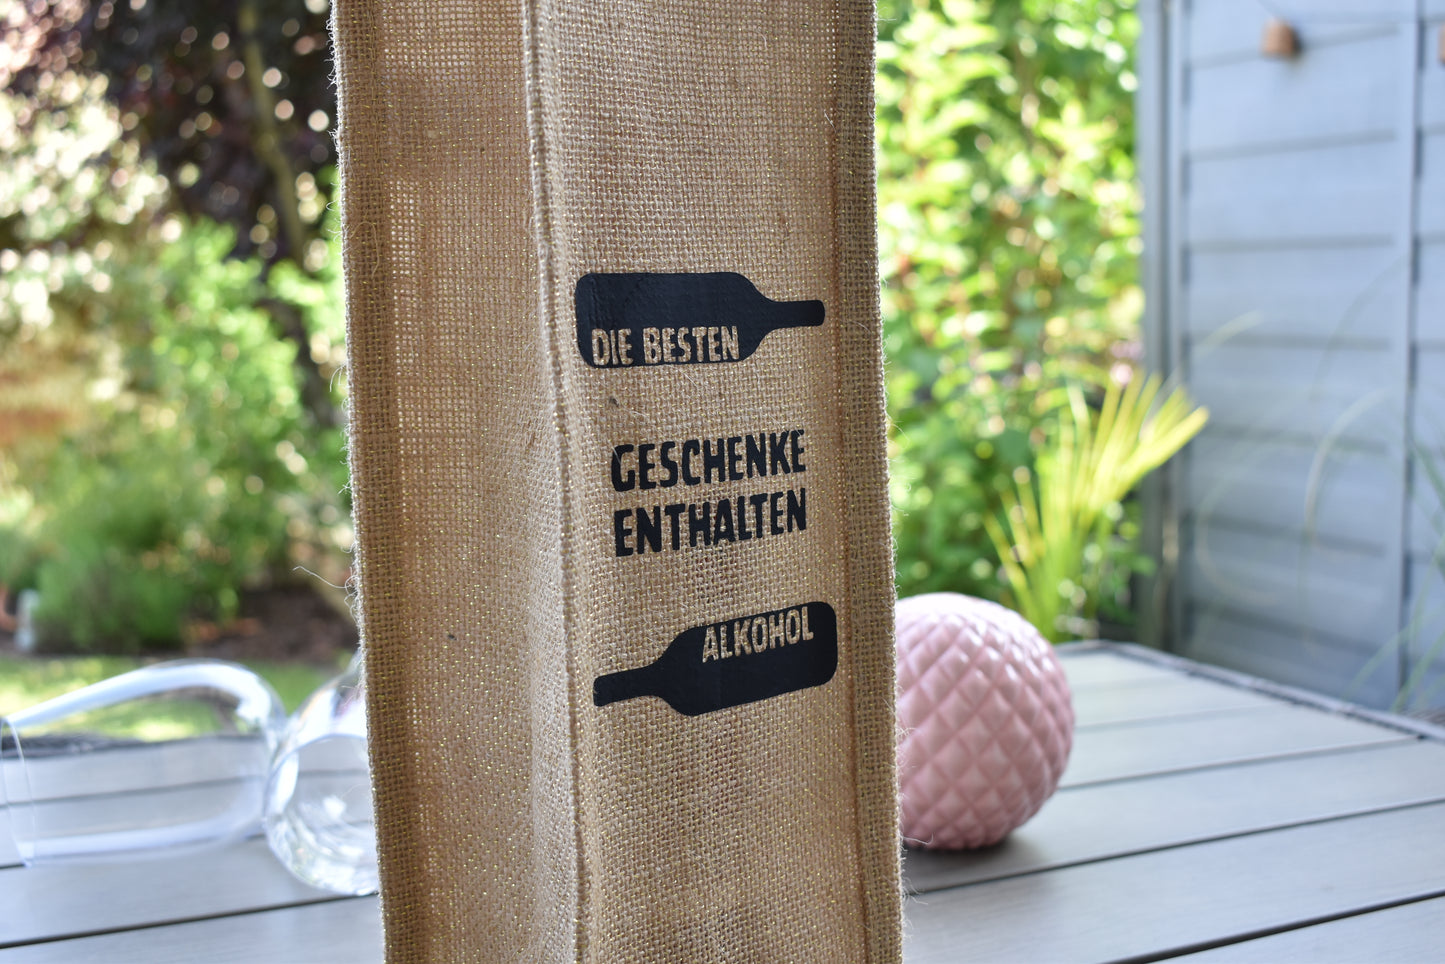 DIE BESTEN
GESCHENKE
ENTHALTEN
ALKOHOL